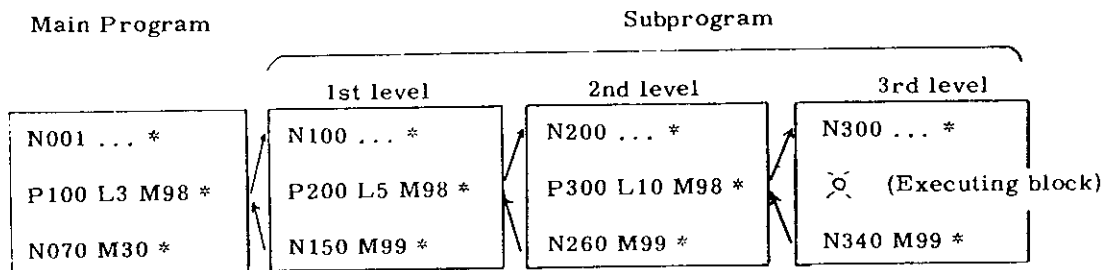 Main Program
Subprogram
1st level
2nd level
3rd level
N001 ... *
P100 L3 M98 *
N070 M30 *
N100 ... *
P200 L5 M98 *
N150 M99 *
N200 ... *
P300 L10 M98 *
N260 M99 *
N300 ... *
(Executing block)
N340 M99 *